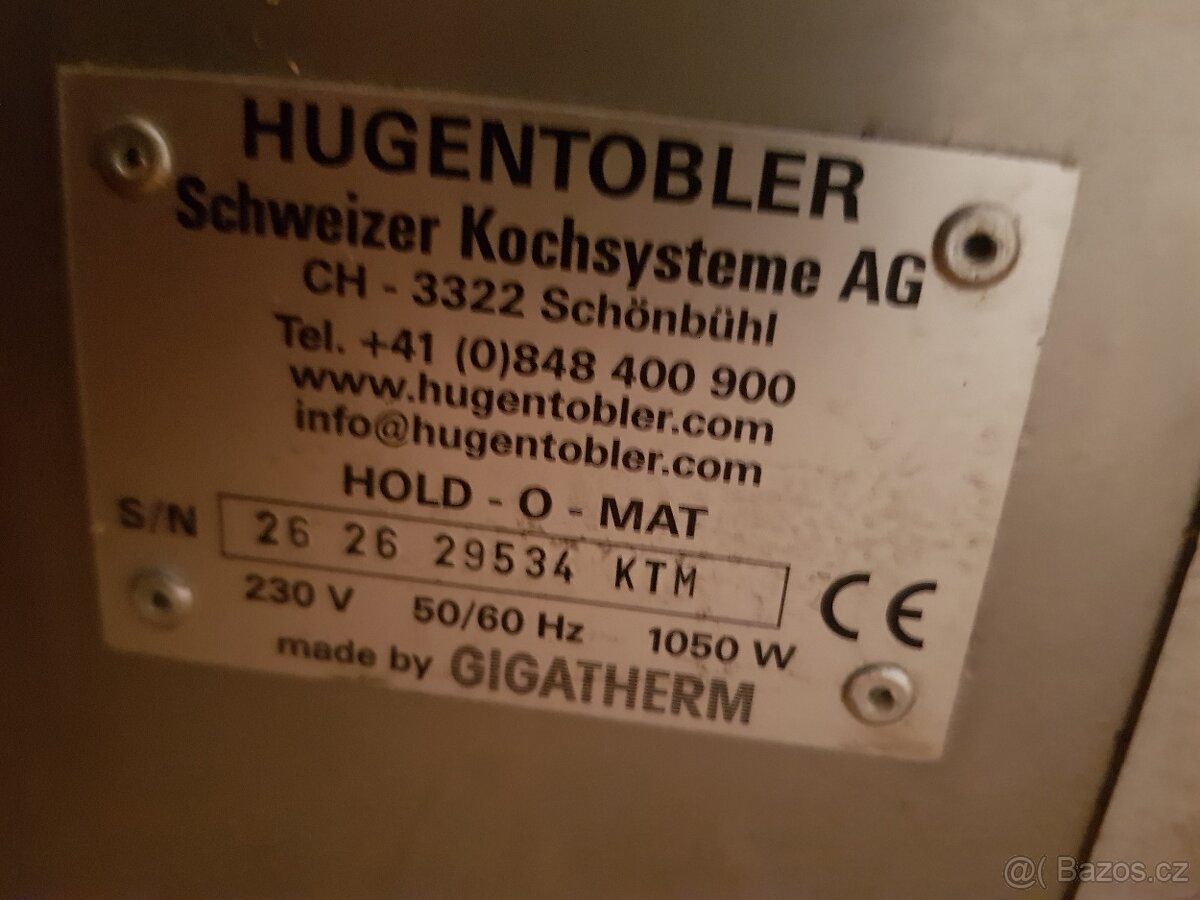 HUGENTOBLER
Schweizer Kochsysteme AG
CH - 3322 Schönbühl
Tel. +41 (0)848 400 900
www.hugentobler.com
info@hugentobler.com
HOLD - O - MAT
S/N 26 26 29534 KTM
230 V 50/60 Hz 1050 W CE
made by GIGATHERM
@( Bazos.cz